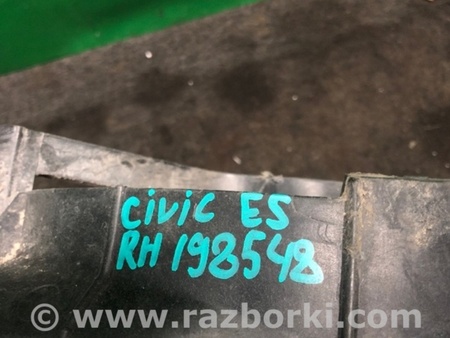 civic ES
RH 198548
© www.razborki.com